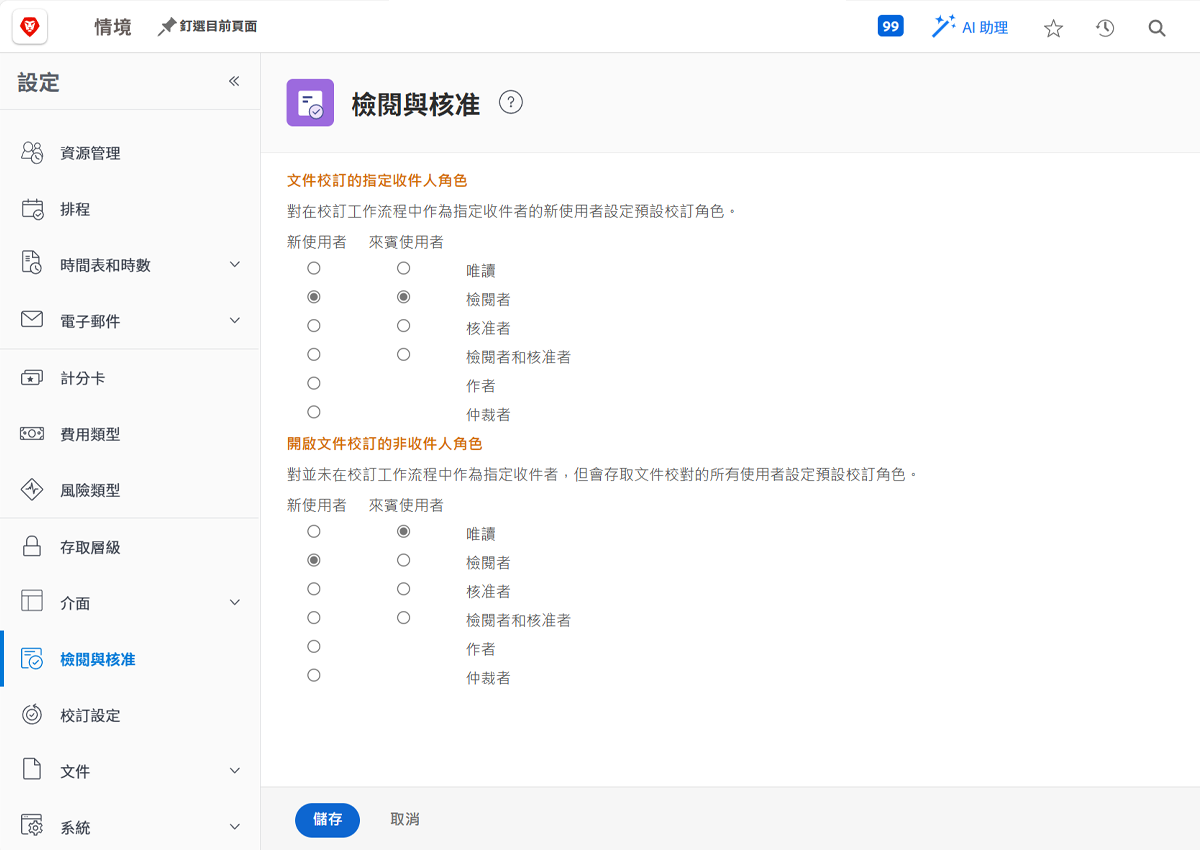 情境
釘選目前頁面
99
AI 助理
設定
資源管理
排程
時間表和時數
電子郵件
計分卡
費用類型
風險類型
存取層級
介面
檢閱與核准
校訂設定
文件
系統
檢閱與核准
?
文件校訂的指定收件人角色
對在校訂工作流程中作為指定收件者的新使用者設定預設校訂角色。
新使用者 來賓使用者
唯讀
檢閱者
核准者
檢閱者和核准者
作者
仲裁者
開啟文件校訂的非收件人角色
對並未在校訂工作流程中作為指定收件者，但會存取文件校對的所有使用者設定預設校訂角色。
新使用者 來賓使用者
唯讀
檢閱者
核准者
檢閱者和核准者
作者
仲裁者
儲存 取消